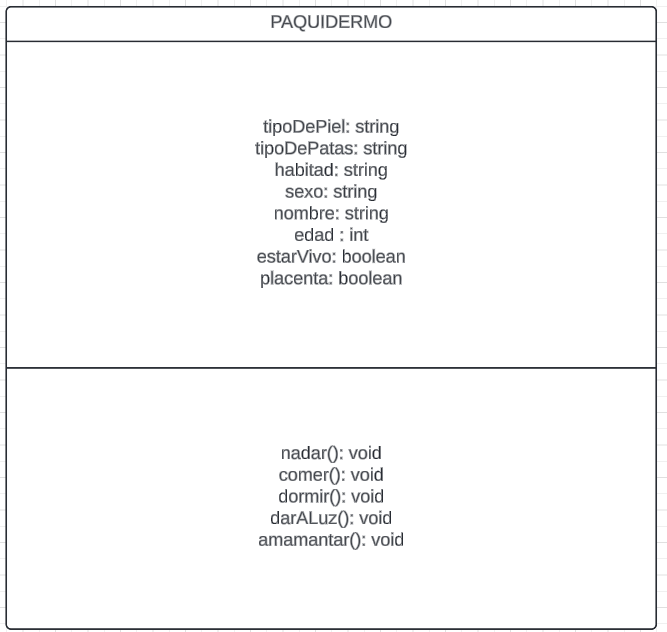 PAQUIDERMO
tipoDePiel: string
tipoDePatas: string
habitad: string
sexo: string
nombre: string
edad : int
estarVivo: boolean
placenta: boolean
nadar(): void
comer(): void
dormir(): void
darALuz(): void
amamantar(): void